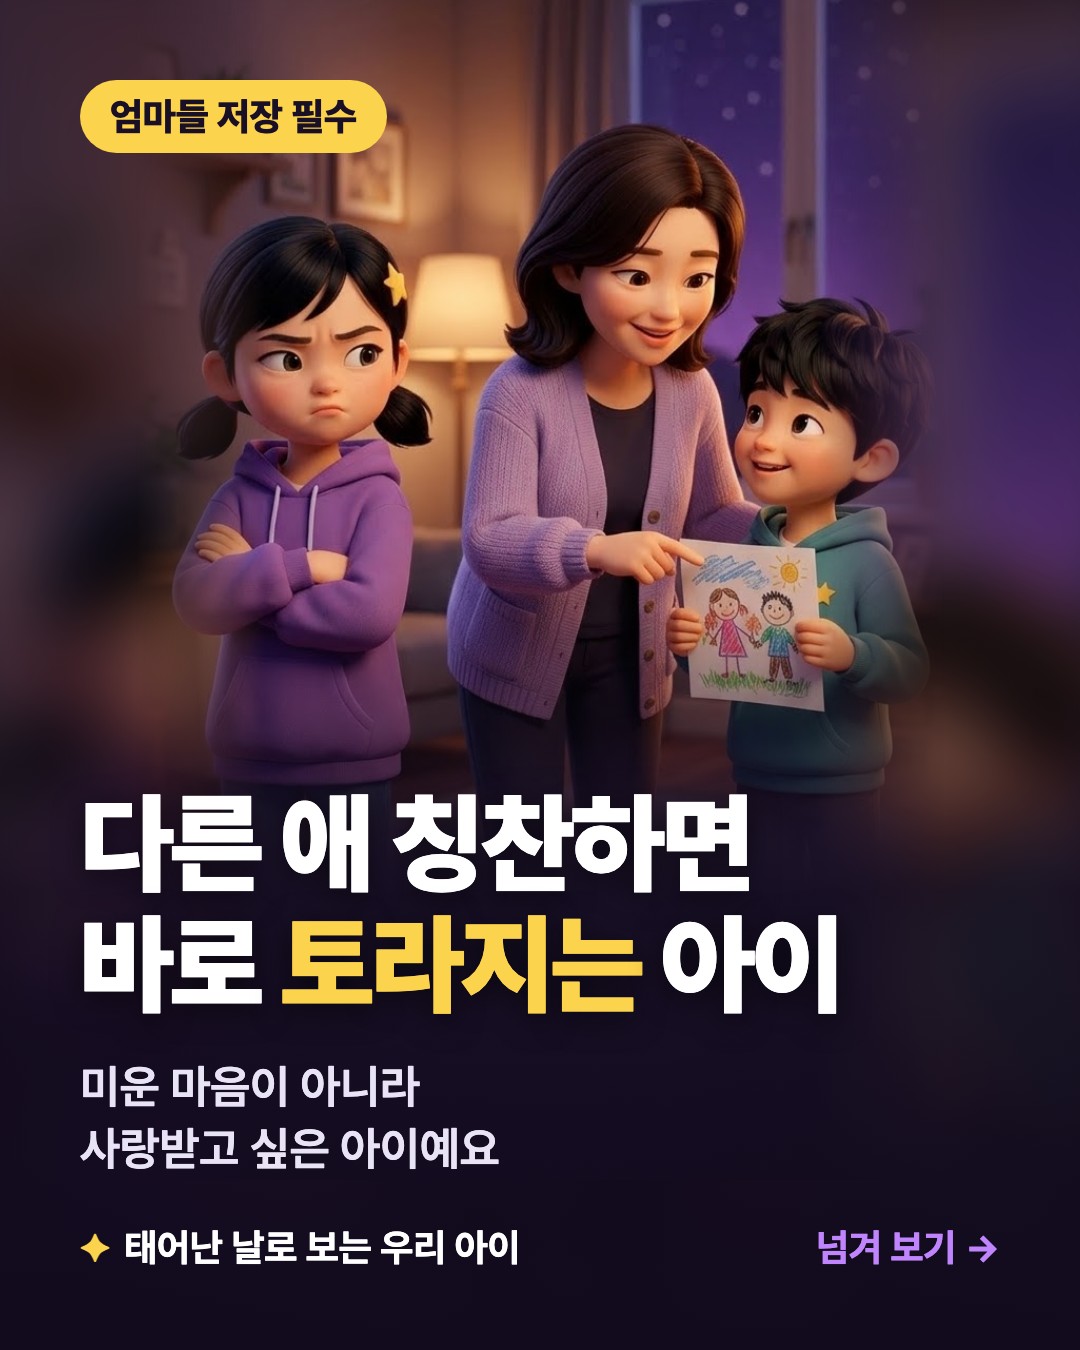 엄마들 저장 필수
다른 애 칭찬하면
바로 토라지는 아이
미운 마음이 아니라
사랑받고 싶은 아이예요
태어난 날로 보는 우리 아이
넘겨 보기 →